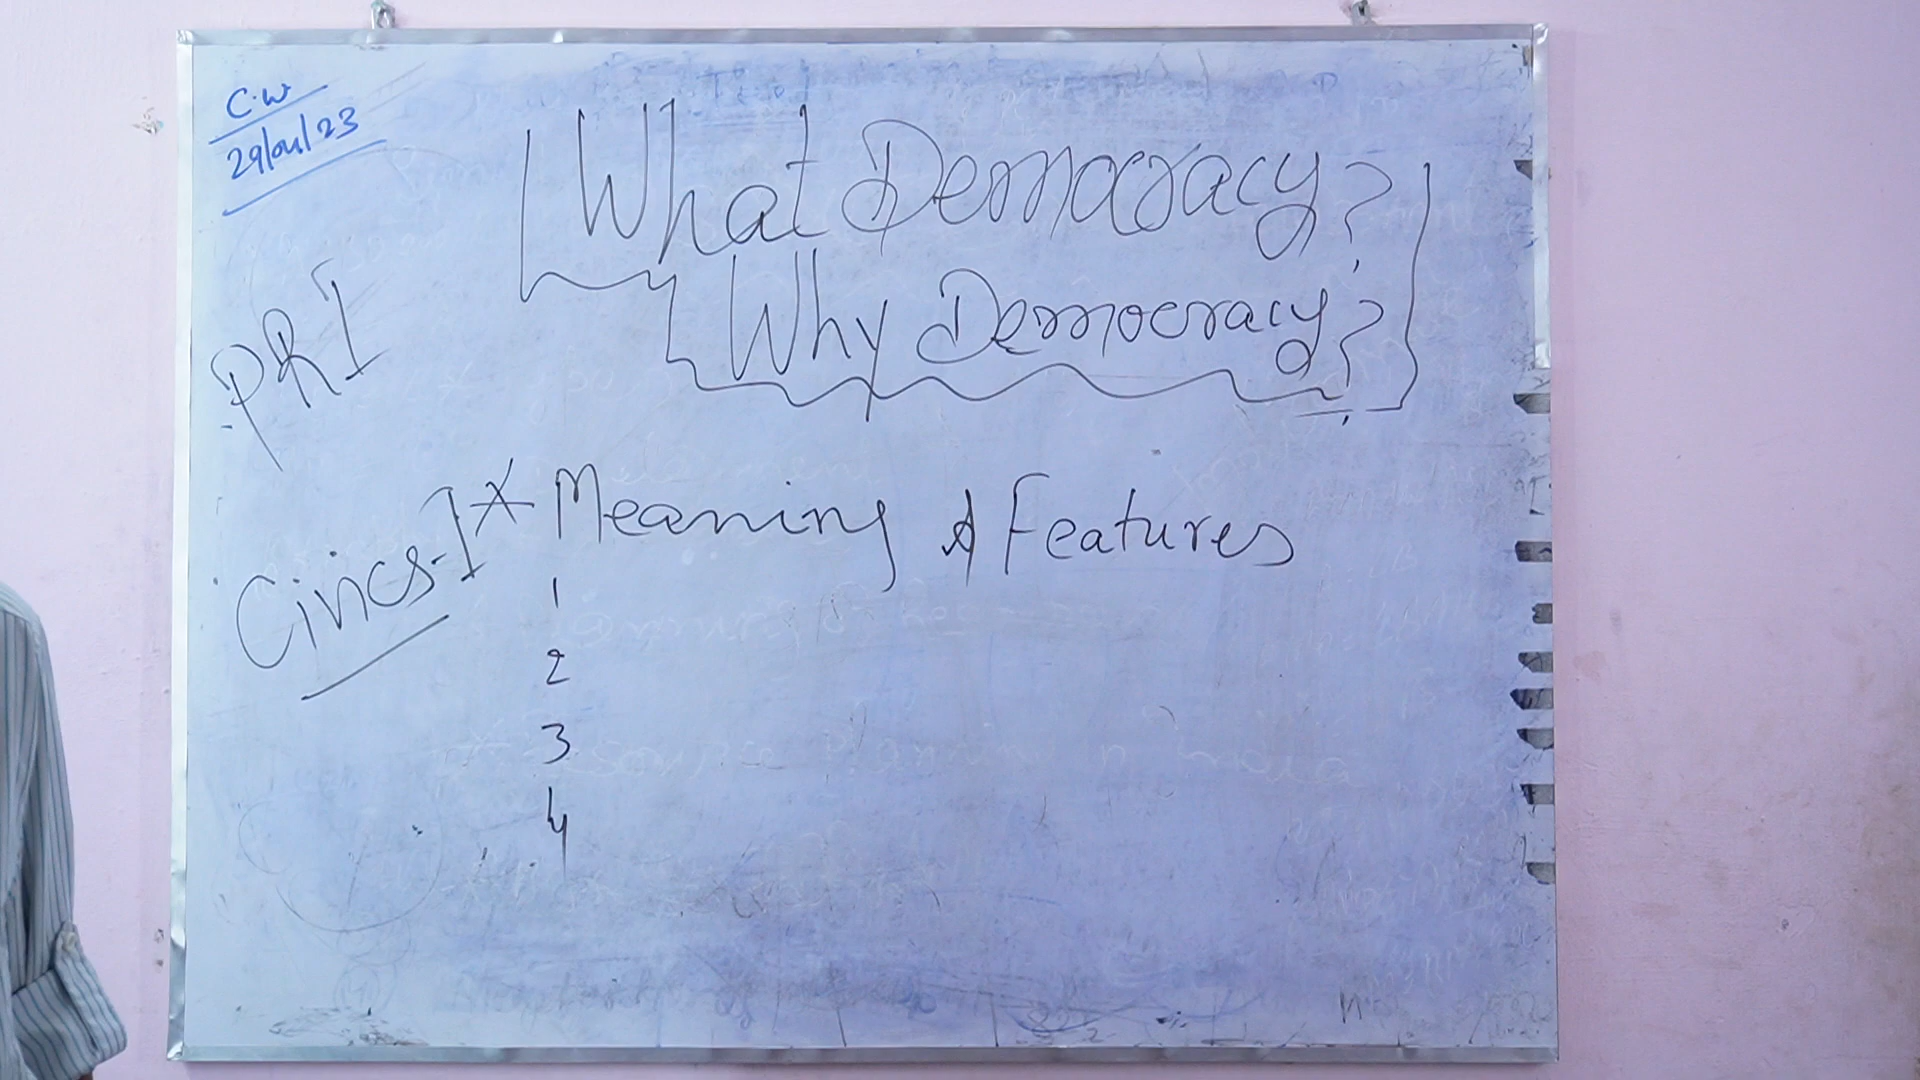 C.W
29/04/23
What Democracy?
Why Democracy?
PRI
Civics-I
* Meaning & Features
1
2
3
4